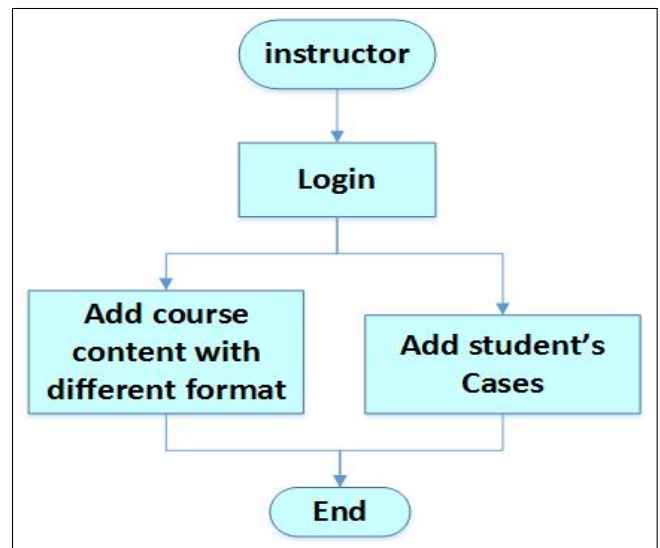 instructor
Login
Add course
content with
different format
Add student’s
Cases
End